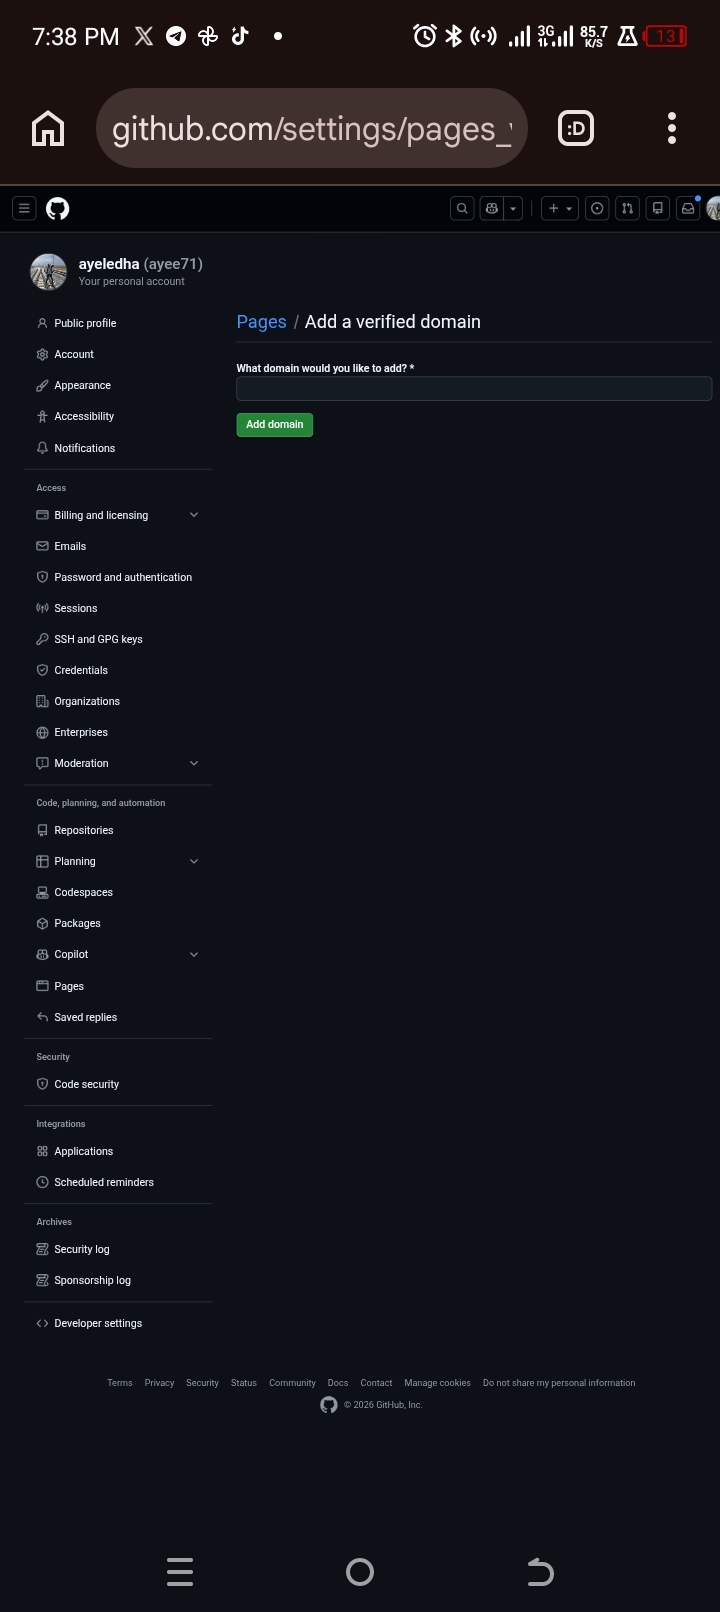 7:38 PM
3G
85.7
K/S
13
github.com/settings/pages_
:D
ayeledha (ayee71)
Your personal account
Public profile
Account
Appearance
Accessibility
Notifications
Access
Billing and licensing
Emails
Password and authentication
Sessions
SSH and GPG keys
Credentials
Organizations
Enterprises
Moderation
Code, planning, and automation
Repositories
Planning
Codespaces
Packages
Copilot
Pages
Saved replies
Security
Code security
Integrations
Applications
Scheduled reminders
Archives
Security log
Sponsorship log
Developer settings
Pages / Add a verified domain
What domain would you like to add? *
Add domain
Terms Privacy Security Status Community Docs Contact Manage cookies Do not share my personal information
© 2026 GitHub, Inc.